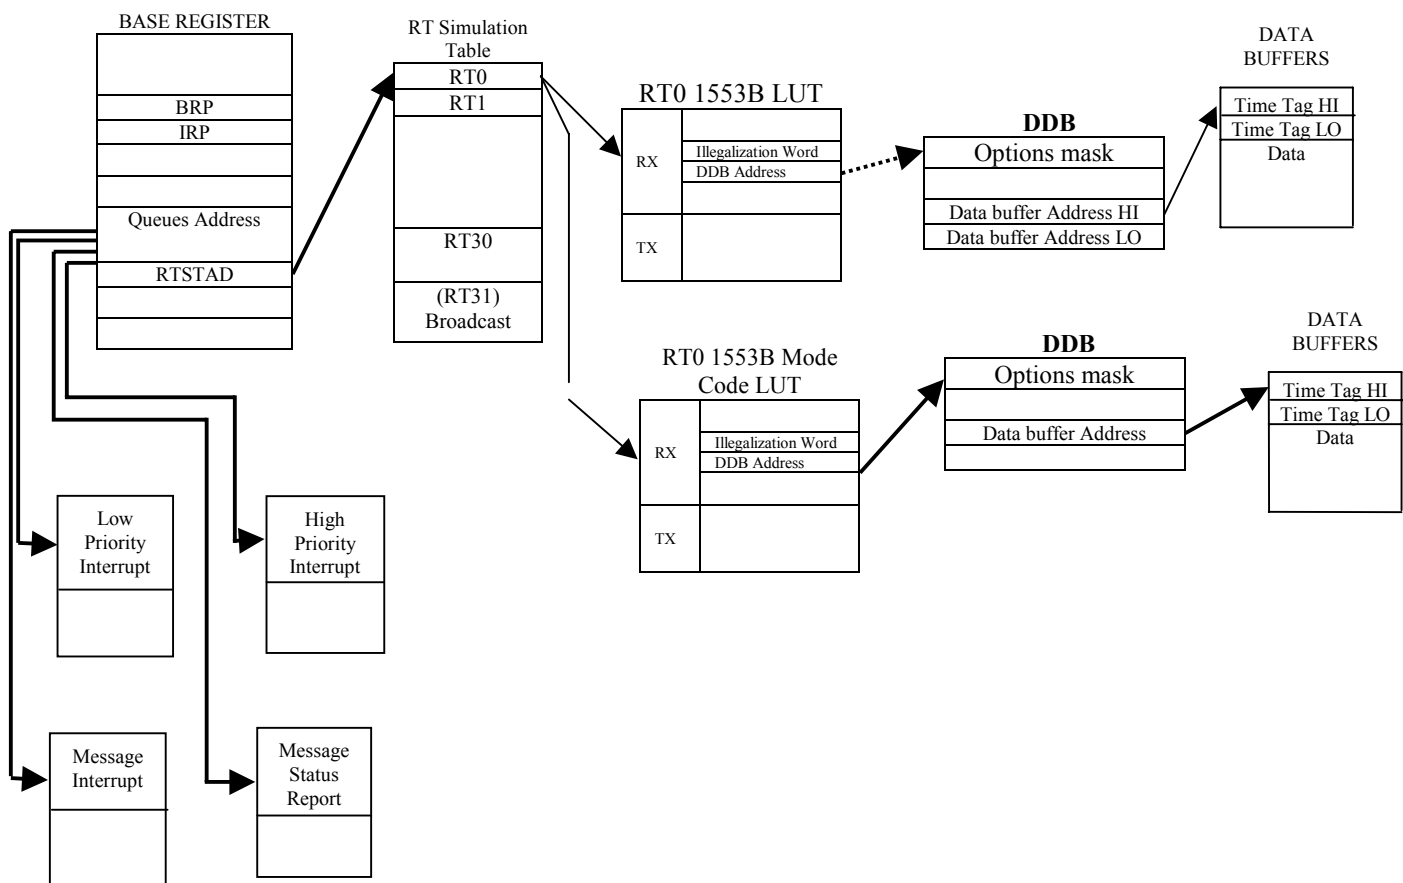 BASE REGISTER
BRP
IRP
Queues Address
RTSTAD
RT Simulation
Table
RT0
RT1
RT30
(RT31)
Broadcast
RT0 1553B LUT
RX
Illegalization Word
DDB Address
TX
DDB
Options mask
Data buffer Address HI
Data buffer Address LO
DATA
BUFFERS
Time Tag HI
Time Tag LO
Data
RT0 1553B Mode
Code LUT
RX
Illegalization Word
DDB Address
TX
DDB
Options mask
Data buffer Address
DATA
BUFFERS
Time Tag HI
Time Tag LO
Data
Low
Priority
Interrupt
High
Priority
Interrupt
Message
Interrupt
Message
Status
Report